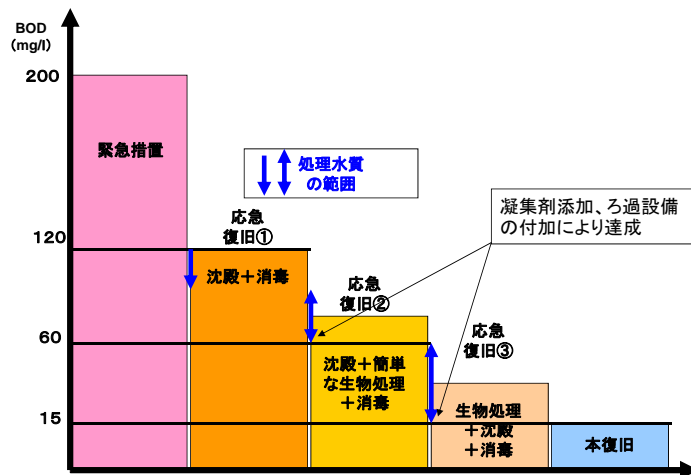 BOD
(mg/l)
200
緊急措置
処理水質
の範囲
凝集剤添加、ろ過設備
の付加により達成
120
応急
復旧①
沈殿＋消毒
応急
復旧②
60
応急
復旧③
沈殿＋簡単
な生物処理
＋消毒
15
生物処理
＋沈殿
＋消毒
本復旧